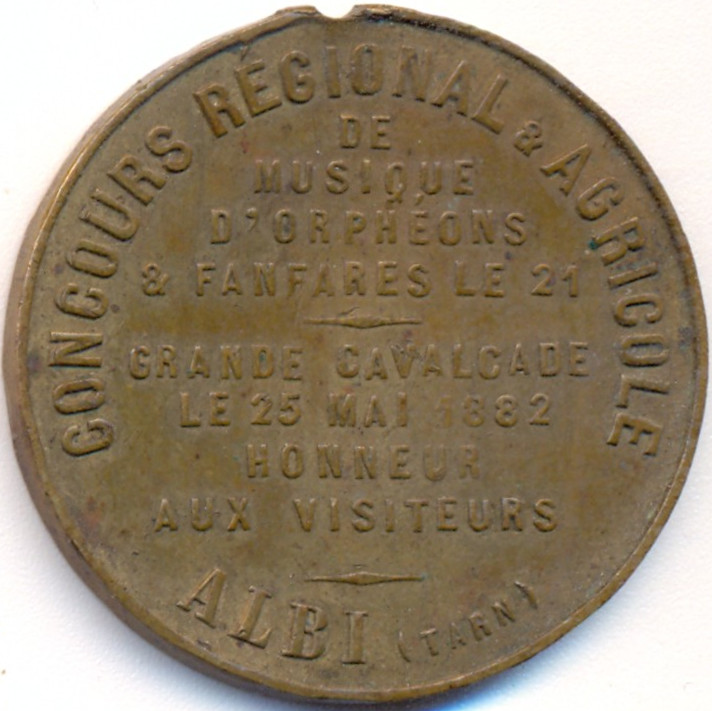 CONCOURS RÉGIONAL & AGRICOLE
DE
MUSIQUE
D'ORPHÉONS
& FANFARES LE 21
GRANDE CAVALCADE
LE 25 MAI 1882
HONNEUR
AUX VISITEURS
ALBI (TARN)